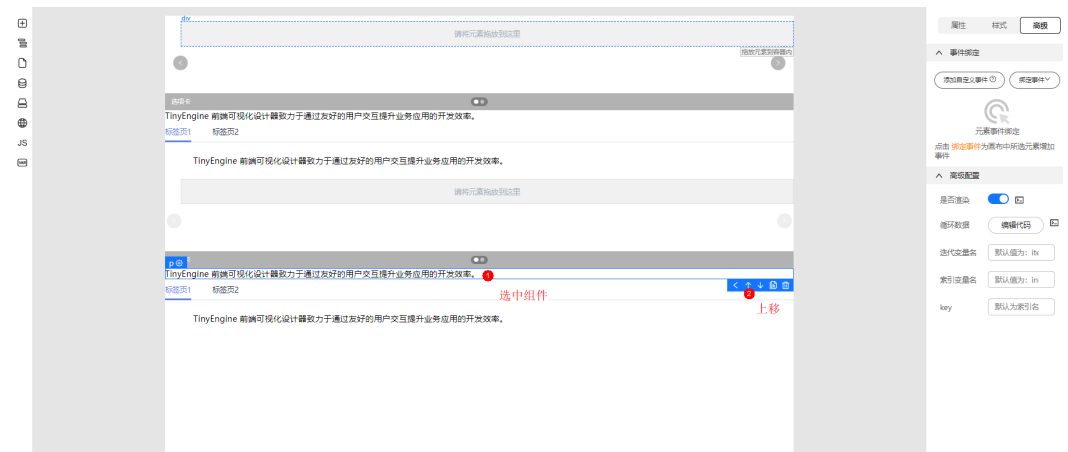 div
请将元素拖放到这里
拖放元素到容器内
选项卡
TinyEngine 前端可视化设计器致力于通过友好的用户交互提升业务应用的开发效率。
标签页1 标签页2
TinyEngine 前端可视化设计器致力于通过友好的用户交互提升业务应用的开发效率。
请将元素拖放到这里
p
TinyEngine 前端可视化设计器致力于通过友好的用户交互提升业务应用的开发效率。 1
标签页1 标签页2
选中组件
2
上移
TinyEngine 前端可视化设计器致力于通过友好的用户交互提升业务应用的开发效率。
JS
属性 样式 高级
事件绑定
添加自定义事件 绑定事件
元素事件绑定
点击 绑定事件为画布中所选元素增加
事件
高级配置
是否渲染
循环数据 编辑代码
迭代变量名 默认值为: ite
索引变量名 默认值为: in
key 默认为索引名